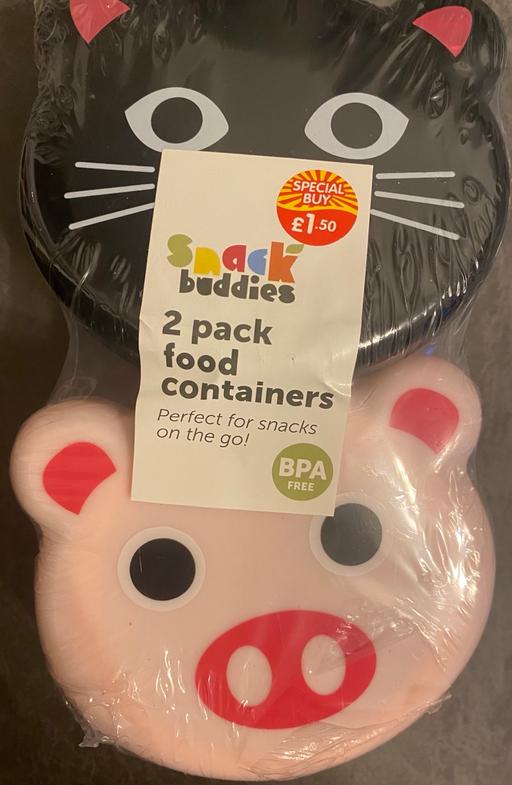 SPECIAL
BUY
£1.50
Snack
buddies
2 pack
food
containers
Perfect for snacks
on the go!
BPA
FREE